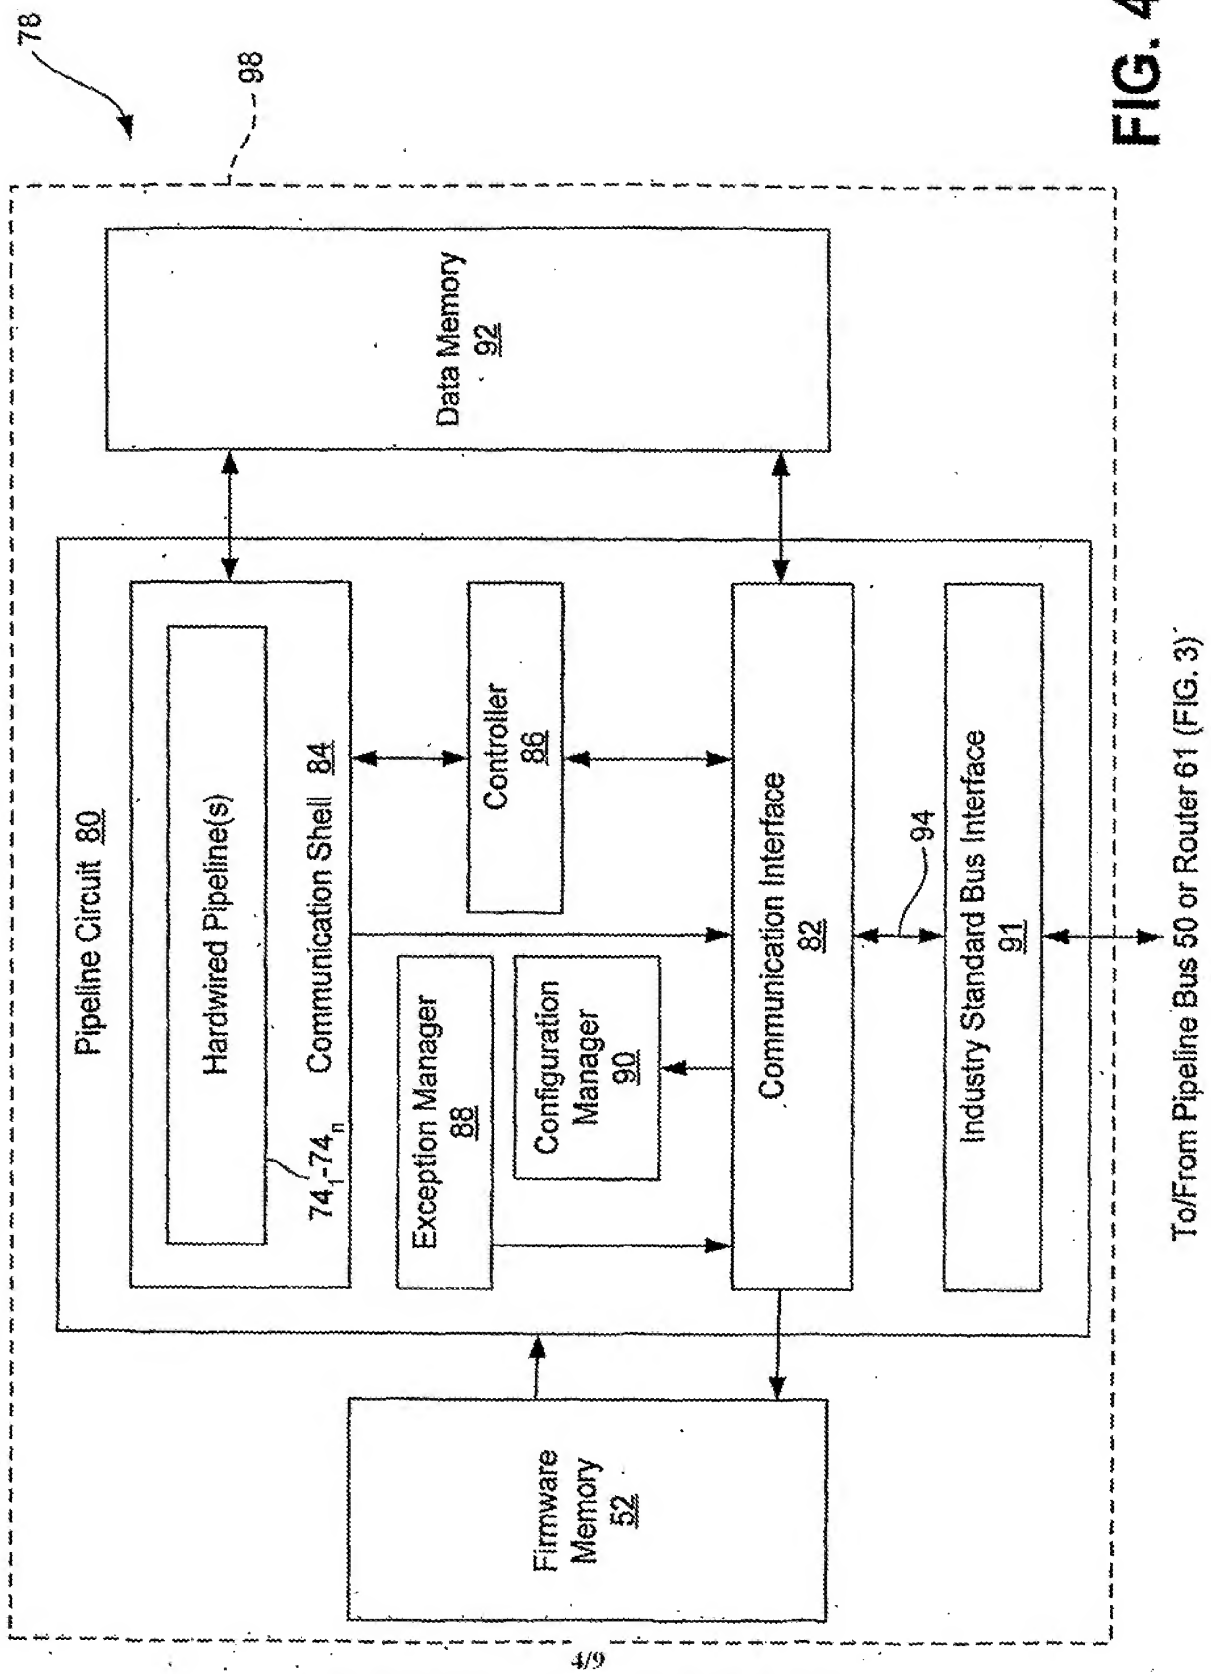 4/9
78
98
Pipeline Circuit 80
Hardwired Pipeline(s)
74₁-74ₙ
Communication Shell 84
Exception Manager
88
Configuration
Manager
90
Controller
86
Communication Interface
82
94
Industry Standard Bus Interface
91
Firmware
Memory
52
Data Memory
92
To/From Pipeline Bus 50 or Router 61 (FIG. 3)
FIG. 4